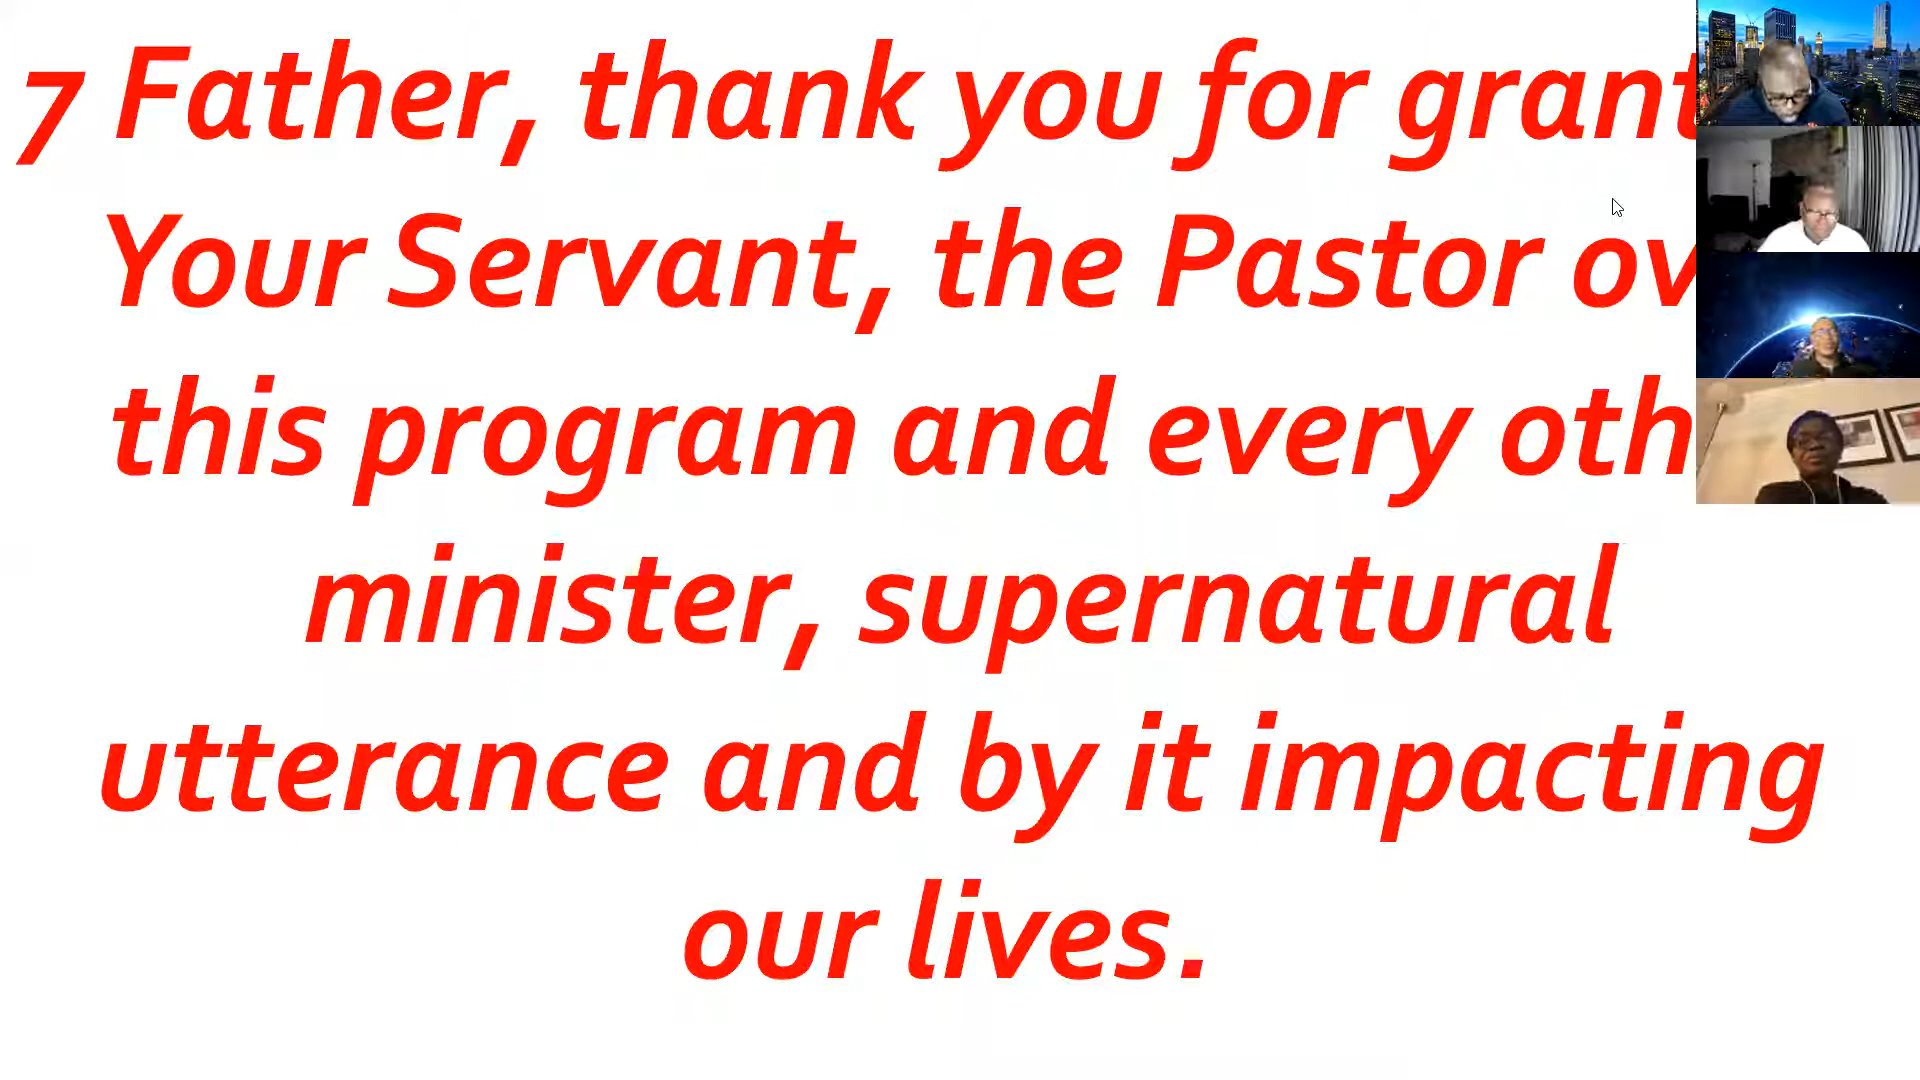 7 Father, thank you for grant
Your Servant, the Pastor ov
this program and every oth
minister, supernatural
utterance and by it impacting
our lives.